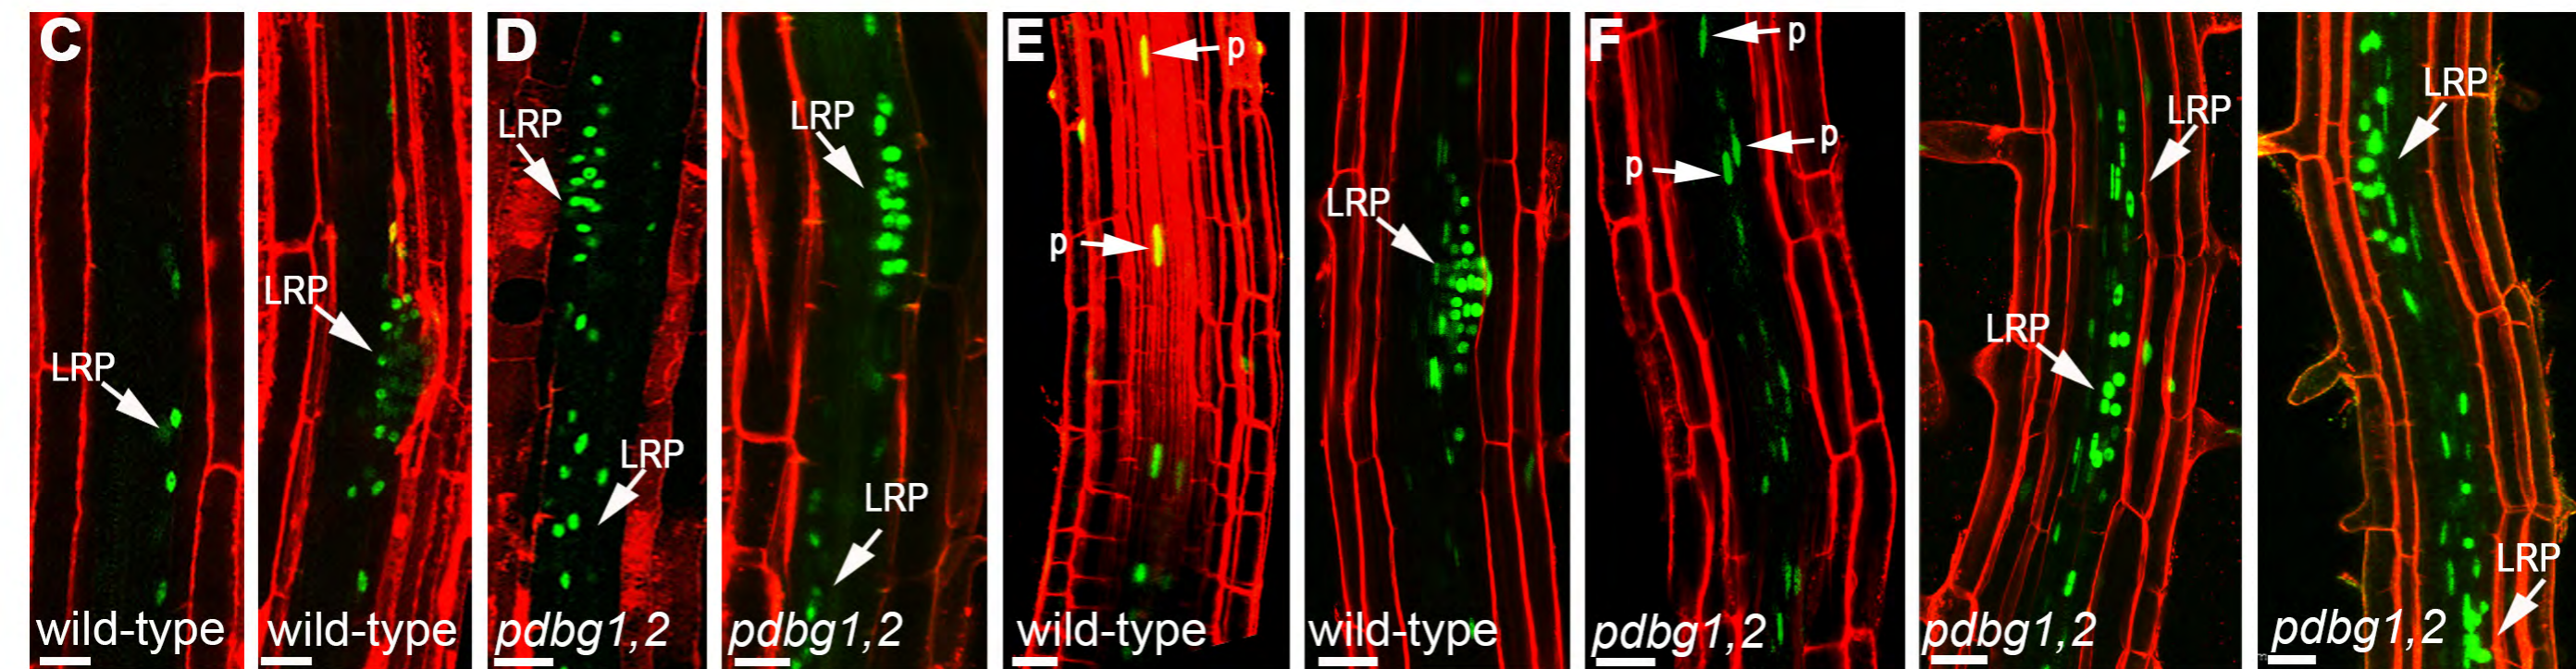 C
LRP
wild-type
LRP
wild-type
D
LRP
LRP
pdbg1,2
LRP
LRP
pdbg1,2
E
p
p
wild-type
LRP
wild-type
F
p
p
p
pdbg1,2
LRP
LRP
pdbg1,2
LRP
LRP
pdbg1,2